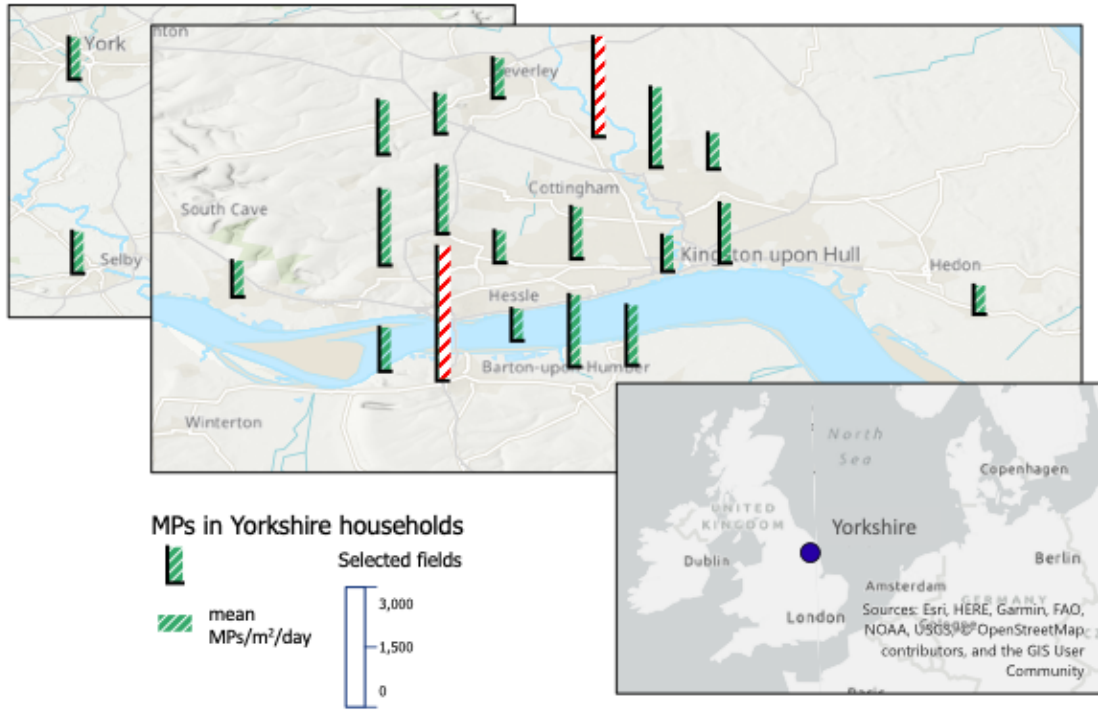 York
nton
Beverley
Cottingham
South Cave
Selby
Kingston upon Hull
Hedon
Hessle
Barton-upon Humber
Winterton
North
Sea
Copenhagen
UNITED
KINGDOM
Yorkshire
Dublin
Berlin
Amsterdam
GERMANY
London
Cologne
Paris
Sources: Esri, HERE, Garmin, FAO,
NOAA, USGS, © OpenStreetMap
contributors, and the GIS User
Community
MPs in Yorkshire households
Selected fields
3,000
1,500
0
mean
MPs/m²/day